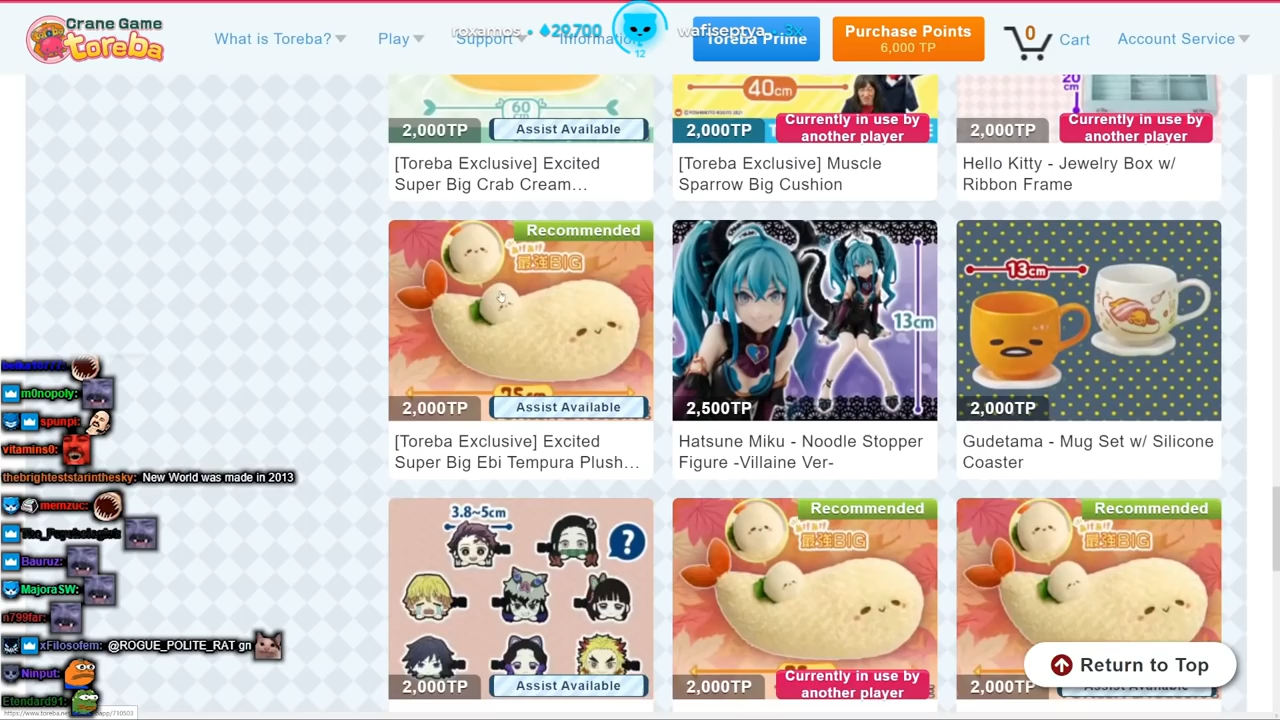 Crane Game
toreba
What is Toreba?
Play
Support
roxamos • 29,700
12
wafiseptya • 3x
Toreba Prime
Purchase Points
6,000 TP
0
Cart
Account Service
60
cm
2,000TP
Assist Available
[Toreba Exclusive] Excited
Super Big Crab Cream…
40cm
2,000TP
Currently in use by
another player
[Toreba Exclusive] Muscle
Sparrow Big Cushion
20
cm
2,000TP
Currently in use by
another player
Hello Kitty - Jewelry Box w/
Ribbon Frame
Recommended
最強BIG
2,000TP
Assist Available
[Toreba Exclusive] Excited
Super Big Ebi Tempura Plush…
13cm
2,500TP
Hatsune Miku - Noodle Stopper
Figure -Villaine Ver-
13cm
2,000TP
Gudetama - Mug Set w/ Silicone
Coaster
3.8~5cm
?
2,000TP
Assist Available
Recommended
最強BIG
2,000TP
Currently in use by
another player
Recommended
最強BIG
2,000TP
Return to Top
m0nopoly:
spunpi:
vitamins0:
thebrighteststarinthesky: New World was made in 2013
memzuc:
Bauruz:
MajoraSW:
n799far:
xFilosofem: @ROGUE_POLITE_RAT gn
Ninput:
Etendard91: